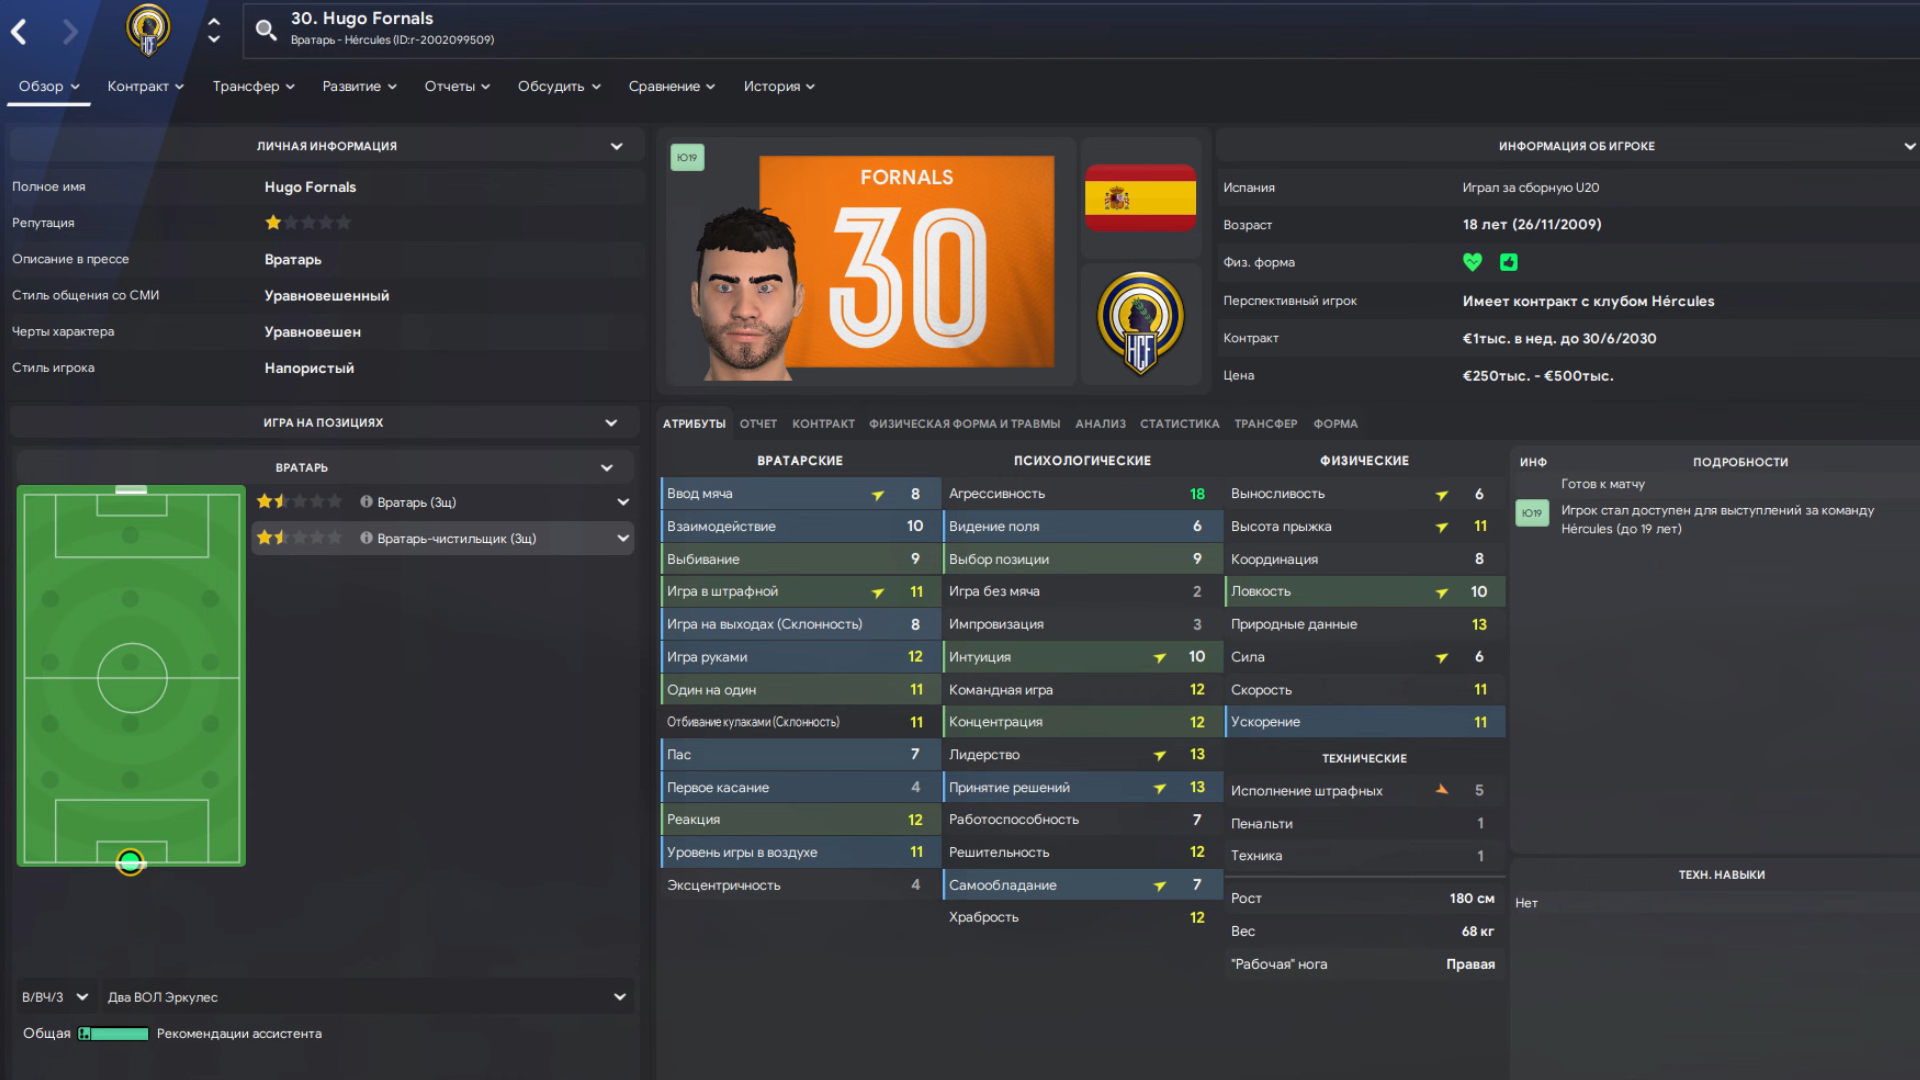 30. Hugo Fornals
Вратарь - Hércules (ID:r-2002099509)
Обзор
Контракт
Трансфер
Развитие
Отчеты
Обсудить
Сравнение
История
ЛИЧНАЯ ИНФОРМАЦИЯ
Полное имя Hugo Fornals
Репутация
Описание в прессе Вратарь
Стиль общения со СМИ Уравновешенный
Черты характера Уравновешен
Стиль игрока Напористый
Ю19
FORNALS
30
HCF
ИНФОРМАЦИЯ ОБ ИГРОКЕ
Испания Играл за сборную U20
Возраст 18 лет (26/11/2009)
Физ. форма
Перспективный игрок Имеет контракт с клубом Hércules
Контракт €1тыс. в нед. до 30/6/2030
Цена €250тыс. - €500тыс.
ИГРА НА ПОЗИЦИЯХ
ВРАТАРЬ
Вратарь (Зщ)
Вратарь-чистильщик (Зщ)
В/ВЧ/З Два ВОЛ Эркулес
Общая Рекомендации ассистента
АТРИБУТЫ ОТЧЕТ КОНТРАКТ ФИЗИЧЕСКАЯ ФОРМА И ТРАВМЫ АНАЛИЗ СТАТИСТИКА ТРАНСФЕР ФОРМА
ВРАТАРСКИЕ
Ввод мяча 8
Взаимодействие 10
Выбивание 9
Игра в штрафной 11
Игра на выходах (Склонность) 8
Игра руками 12
Один на один 11
Отбивание кулаками (Склонность) 11
Пас 7
Первое касание 4
Реакция 12
Уровень игры в воздухе 11
Эксцентричность 4
ПСИХОЛОГИЧЕСКИЕ
Агрессивность 18
Видение поля 6
Выбор позиции 9
Игра без мяча 2
Импровизация 3
Интуиция 10
Командная игра 12
Концентрация 12
Лидерство 13
Принятие решений 13
Работоспособность 7
Решительность 12
Самообладание 7
Храбрость 12
ФИЗИЧЕСКИЕ
Выносливость 6
Высота прыжка 11
Координация 8
Ловкость 10
Природные данные 13
Сила 6
Скорость 11
Ускорение 11
ТЕХНИЧЕСКИЕ
Исполнение штрафных 5
Пенальти 1
Техника 1
Рост 180 см
Вес 68 кг
"Рабочая" нога Правая
ИНФ ПОДРОБНОСТИ
Готов к матчу
Ю19 Игрок стал доступен для выступлений за команду
Hércules (до 19 лет)
ТЕХН. НАВЫКИ
Нет